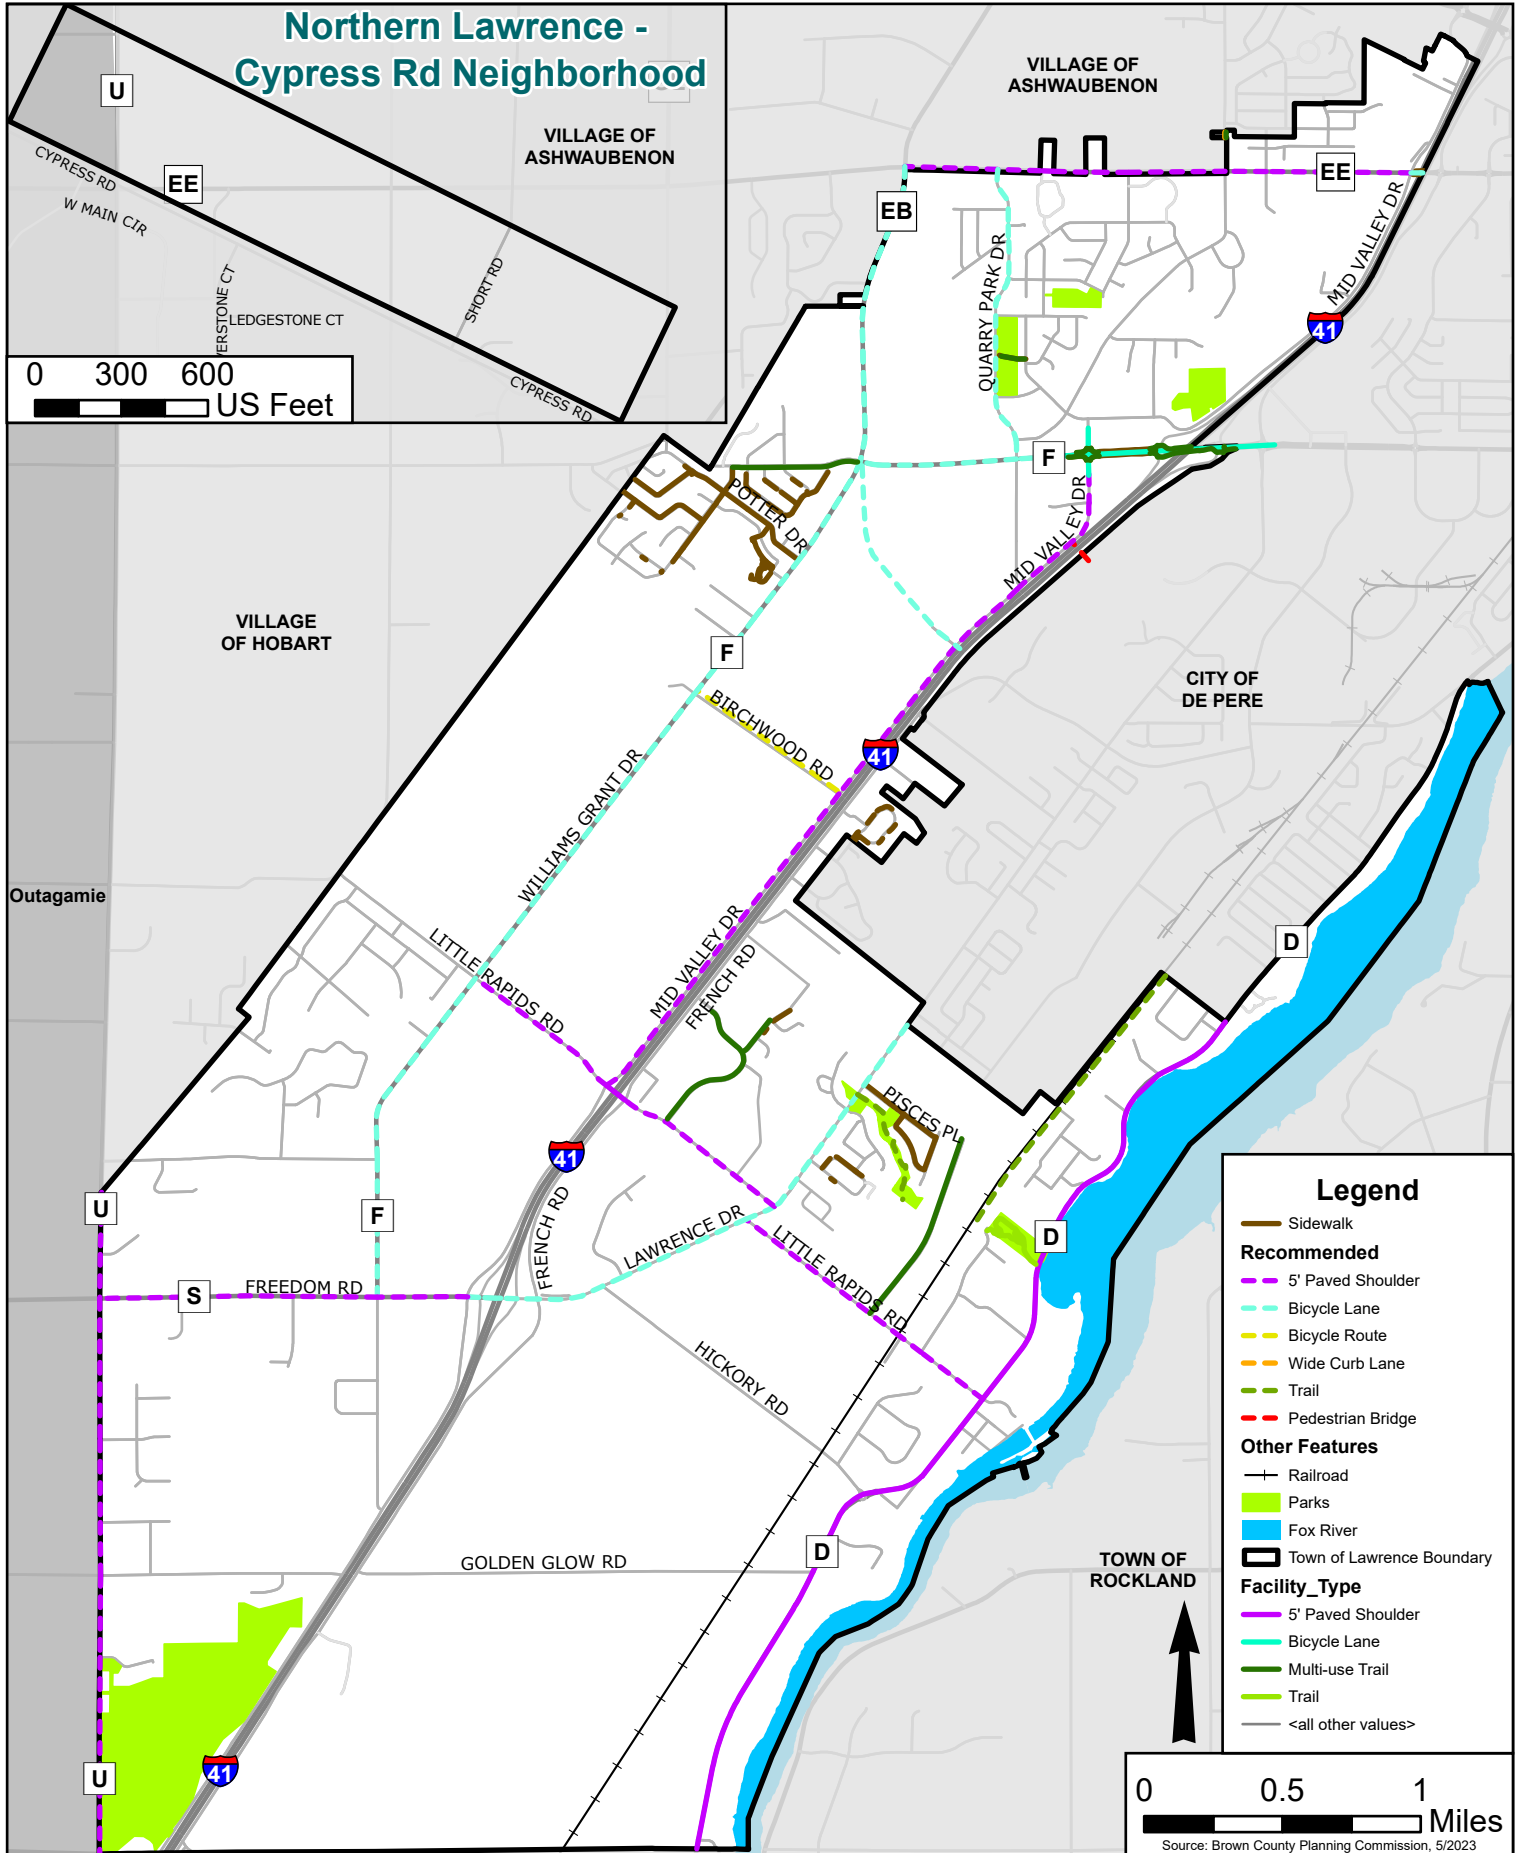 Northern Lawrence -
Cypress Rd Neighborhood
U
VILLAGE OF
ASHWAUBENON
EE
CYPRESS RD
W MAIN CIR
SHORT RD
LEDGESTONE CT
CYPRESS RD
0 300 600
US Feet
VILLAGE OF
ASHWAUBENON
EE
EB
MID VALLEY DR
QUARRY PARK DR
41
F
POTTER DR
MID VALLEY DR
VILLAGE
OF HOBART
F
CITY OF
DE PERE
BIRCHWOOD RD
41
WILLIAMS GRANT DR
Outagamie
LITTLE RAPIDS RD
MID VALLEY DR
FRENCH RD
D
PISCES PL
41
U
F
FRENCH RD
LAWRENCE DR
LITTLE RAPIDS RD
D
S
FREEDOM RD
HICKORY RD
GOLDEN GLOW RD
D
TOWN OF
ROCKLAND
U
41
Legend
Sidewalk
Recommended
5' Paved Shoulder
Bicycle Lane
Bicycle Route
Wide Curb Lane
Trail
Pedestrian Bridge
Other Features
Railroad
Parks
Fox River
Town of Lawrence Boundary
Facility_Type
5' Paved Shoulder
Bicycle Lane
Multi-use Trail
Trail
<all other values>
0 0.5 1
Miles
Source: Brown County Planning Commission, 5/2023